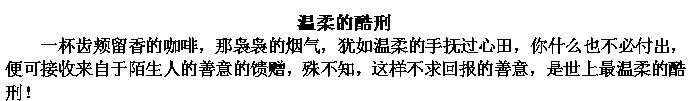 温柔的酷刑
一杯齿颊留香的咖啡，那袅袅的烟气，犹如温柔的手抚过心田，你什么也不必付出，
便可接收来自于陌生人的善意的馈赠，殊不知，这样不求回报的善意，是世上最温柔的酷
刑！